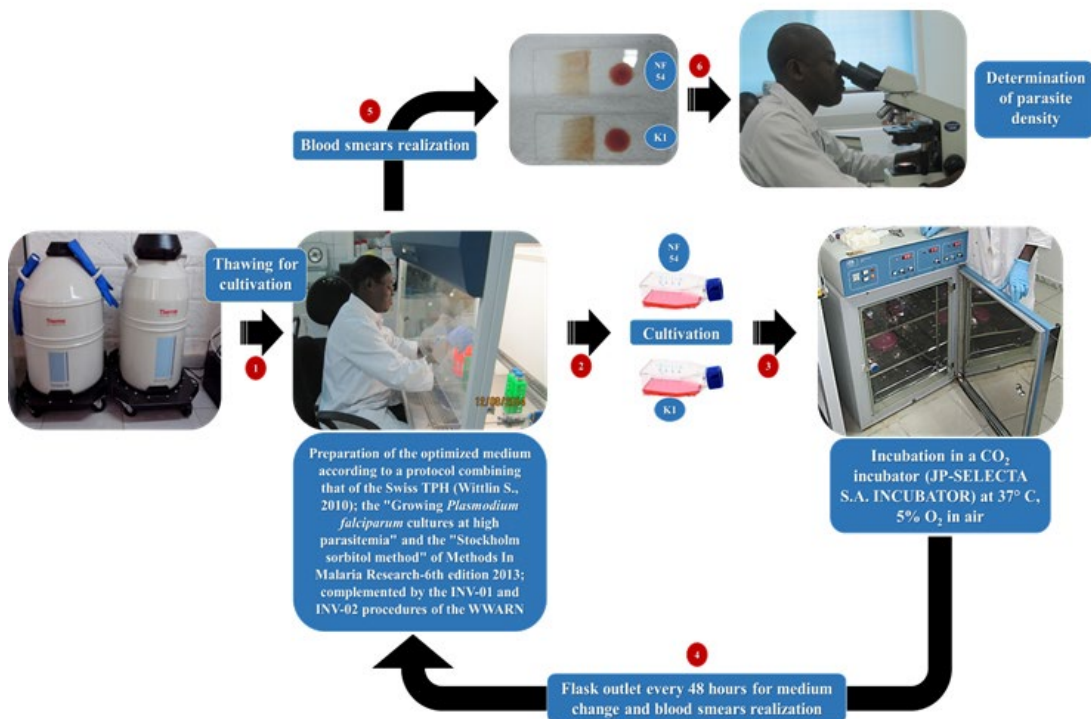 NF
54
K1
6
Determination
of parasite
density
5
Blood smears realization
Thermo
Thermo
Thawing for
cultivation
1
Preparation of the optimized medium
according to a protocol combining
that of the Swiss TPH (Wittlin S.,
2010); the "Growing Plasmodium
falciparum cultures at high
parasitemia" and the "Stockholm
sorbitol method" of Methods In
Malaria Research-6th edition 2013;
complemented by the INV-01 and
INV-02 procedures of the WWARN
2
NF
54
Cultivation
K1
3
Incubation in a CO₂
incubator (JP-SELECTA
S.A. INCUBATOR) at 37° C,
5% O₂ in air
4
Flask outlet every 48 hours for medium
change and blood smears realization